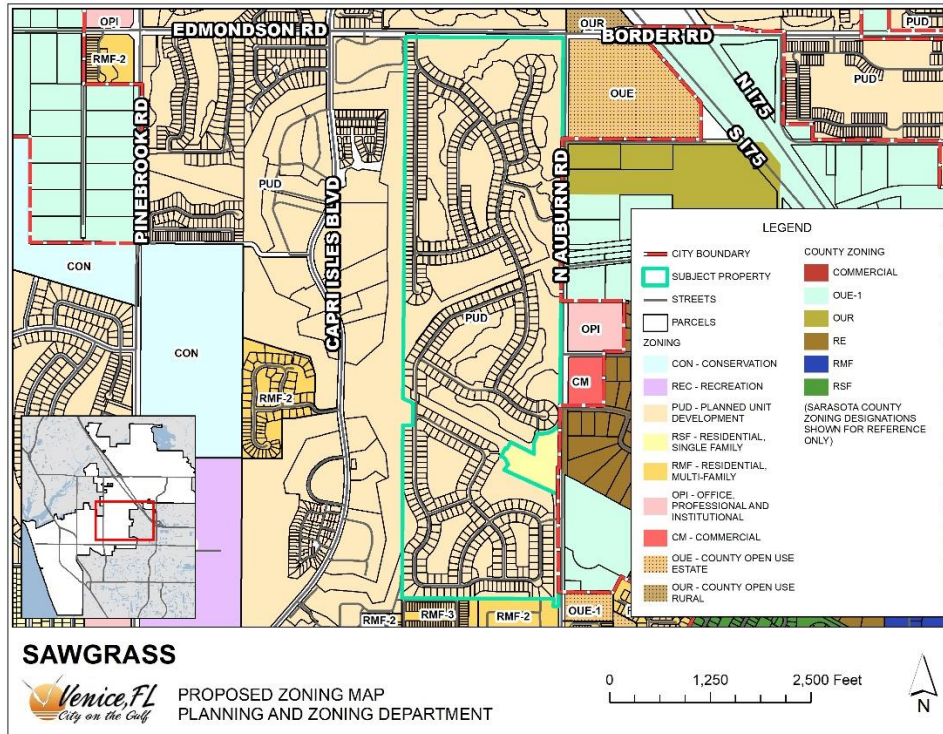 OPI
EDMONDSON RD
OUR
BORDER RD
PUD
RMF-2
OUE
N I75
PUD
S I75
PINEBROOK RD
PUD
CAPRI ISLES BLVD
N AUBURN RD
CON
CON
PUD
OPI
CM
RMF-2
RMF-2
RMF-3
RMF-2
OUE-1
LEGEND
CITY BOUNDARY
SUBJECT PROPERTY
STREETS
PARCELS
ZONING
CON - CONSERVATION
REC - RECREATION
PUD - PLANNED UNIT
DEVELOPMENT
RSF - RESIDENTIAL,
SINGLE FAMILY
RMF - RESIDENTIAL,
MULTI-FAMILY
OPI - OFFICE,
PROFESSIONAL AND
INSTITUTIONAL
CM - COMMERCIAL
OUE - COUNTY OPEN USE
ESTATE
OUR - COUNTY OPEN USE
RURAL
COUNTY ZONING
COMMERCIAL
OUE-1
OUR
RE
RMF
RSF
(SARASOTA COUNTY
ZONING DESIGNATIONS
SHOWN FOR REFERENCE
ONLY)
SAWGRASS
Venice, FL
City on the Gulf
PROPOSED ZONING MAP
PLANNING AND ZONING DEPARTMENT
0 1,250 2,500 Feet
N